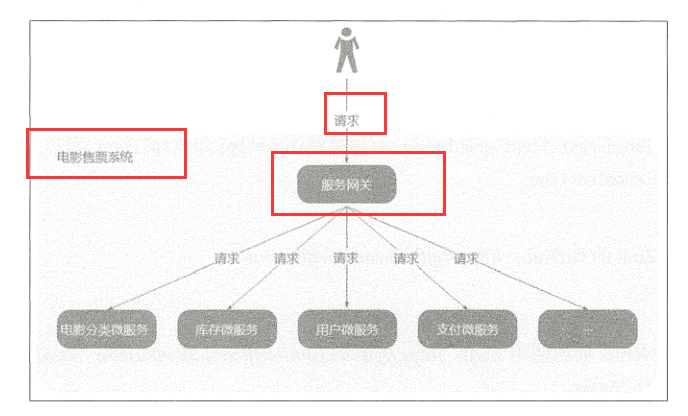 请求
电影售票系统
服务网关
请求 请求 请求 请求 请求
电影分类微服务 库存微服务 用户微服务 支付微服务 ...